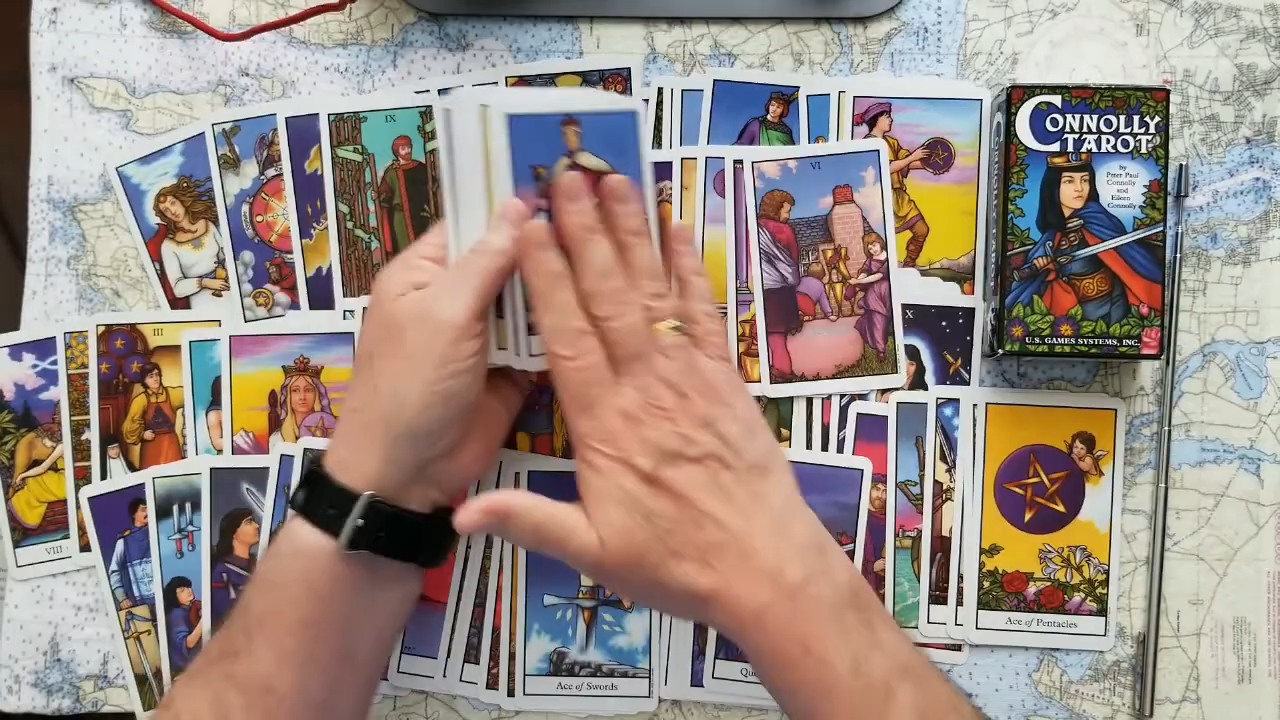 IX
VI
CONNOLLY
TAROT
by
Peter Paul
Connolly
and
Eileen
Connolly
U.S. GAMES SYSTEMS, INC.
III
X
VIII
Ace of Swords
Ace of Pentacles